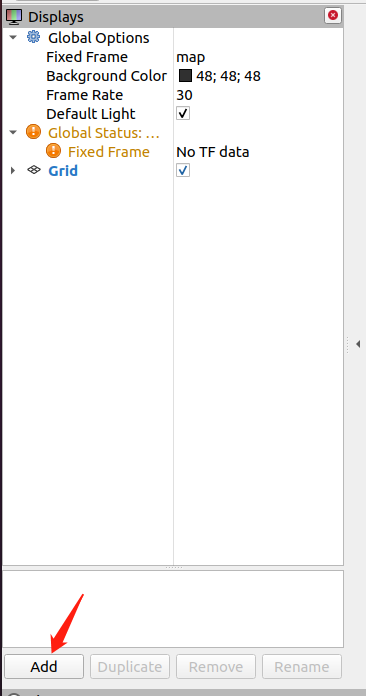 Displays
Global Options
Fixed Frame map
Background Color 48; 48; 48
Frame Rate 30
Default Light
Global Status: ...
Fixed Frame No TF data
Grid
Add Duplicate Remove Rename